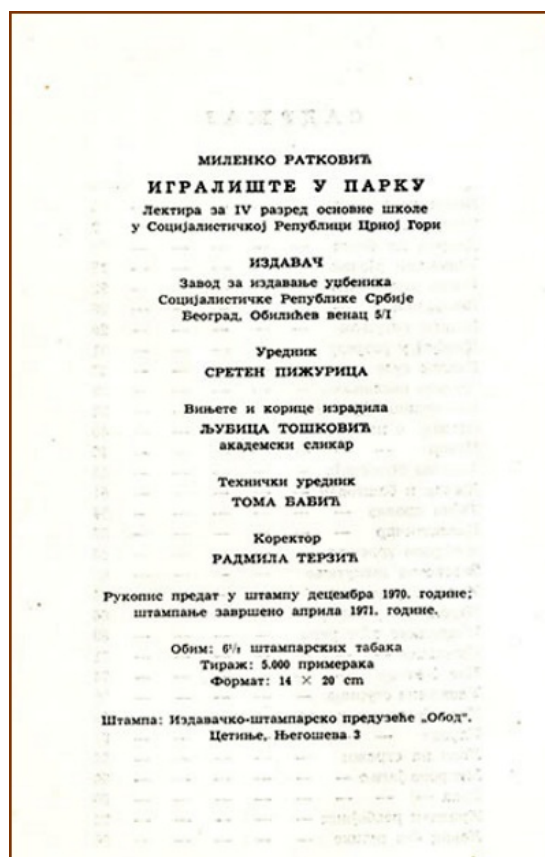 МИЛЕНКО РАТКОВИЋ
ИГРАЛИШТЕ У ПАРКУ
Лектира за IV разред основне школе
у Социјалистичкој Републици Црној Гори
ИЗДАВАЧ
Завод за издавање уџбеника
Социјалистичке Републике Србије
Београд, Обилићев венац 5/I
Уредник
СРЕТЕН ПИЖУРИЦА
Вињете и корице израдила
ЉУБИЦА ТОШКОВИЋ
академски сликар
Технички уредник
ТОМА БАБИЋ
Коректор
РАДМИЛА ТЕРЗИЋ
Рукопис предат у штампу децембра 1970. године;
штампање завршено априла 1971. године.
Обим: штампарских табака
Тираж: 5.000 примерака
Формат: 14 × 20 cm
Штампа: Издавачко-штампарско предузеће „Обод".
Цетиње, Његошева 3